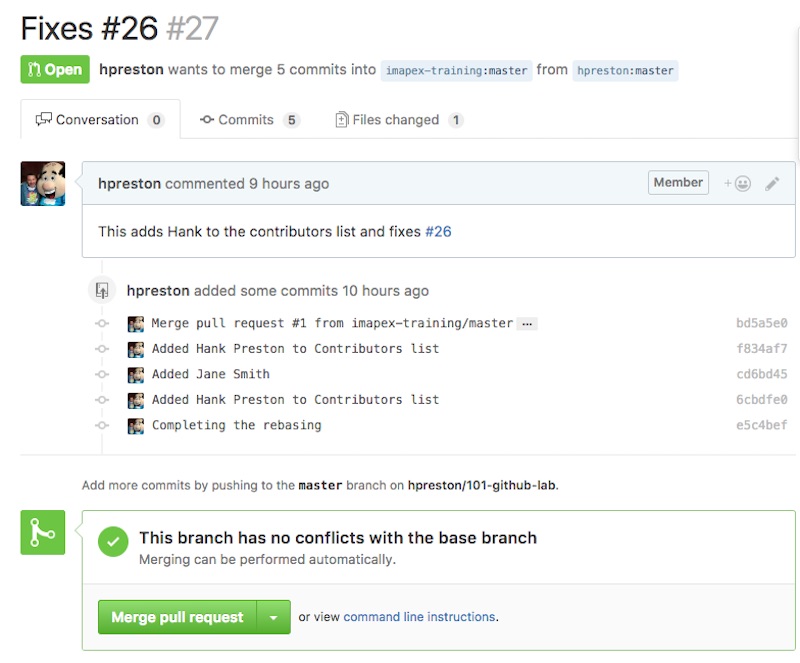 Fixes #26 #27
Open hpreston wants to merge 5 commits into imapex-training:master from hpreston:master
Conversation 0 Commits 5 Files changed 1
hpreston commented 9 hours ago Member
This adds Hank to the contributors list and fixes #26
hpreston added some commits 10 hours ago
Merge pull request #1 from imapex-training/master ... bd5a5e0
Added Hank Preston to Contributors list f834af7
Added Jane Smith cd6bd45
Added Hank Preston to Contributors list 6cbdfe0
Completing the rebasing e5c4bef
Add more commits by pushing to the master branch on hpreston/101-github-lab.
This branch has no conflicts with the base branch
Merging can be performed automatically.
Merge pull request or view command line instructions.